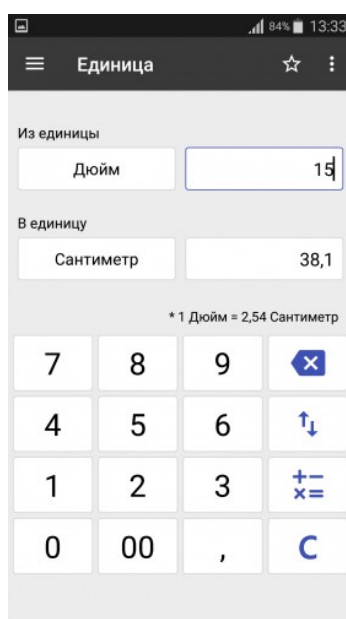 84% 13:33
Единица
Из единицы
Дюйм 15
В единицу
Сантиметр 38,1
* 1 Дюйм = 2,54 Сантиметр
7 8 9
4 5 6
1 2 3 +−×=
0 00 , C